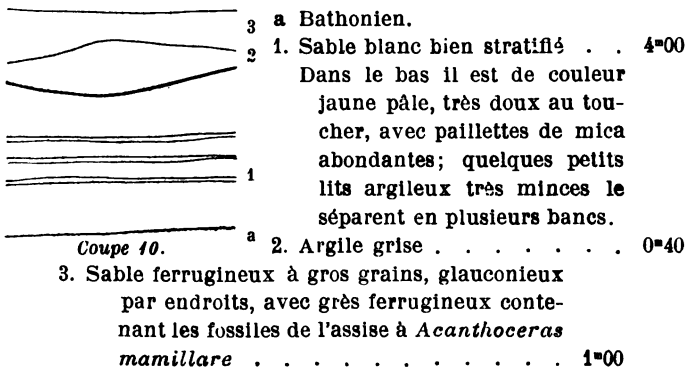 3
2
1
a
Coupe 10.
a Bathonien.
1. Sable blanc bien stratifié . . 4m00
Dans le bas il est de couleur
jaune pâle, très doux au tou-
cher, avec paillettes de mica
abondantes; quelques petits
lits argileux très minces le
séparent en plusieurs bancs.
2. Argile grise . . . . . . . 0m40
3. Sable ferrugineux à gros grains, glauconieux
par endroits, avec grès ferrugineux conte-
nant les fossiles de l'assise à Acanthoceras
mamillare . . . . . . . . . . . 1m00